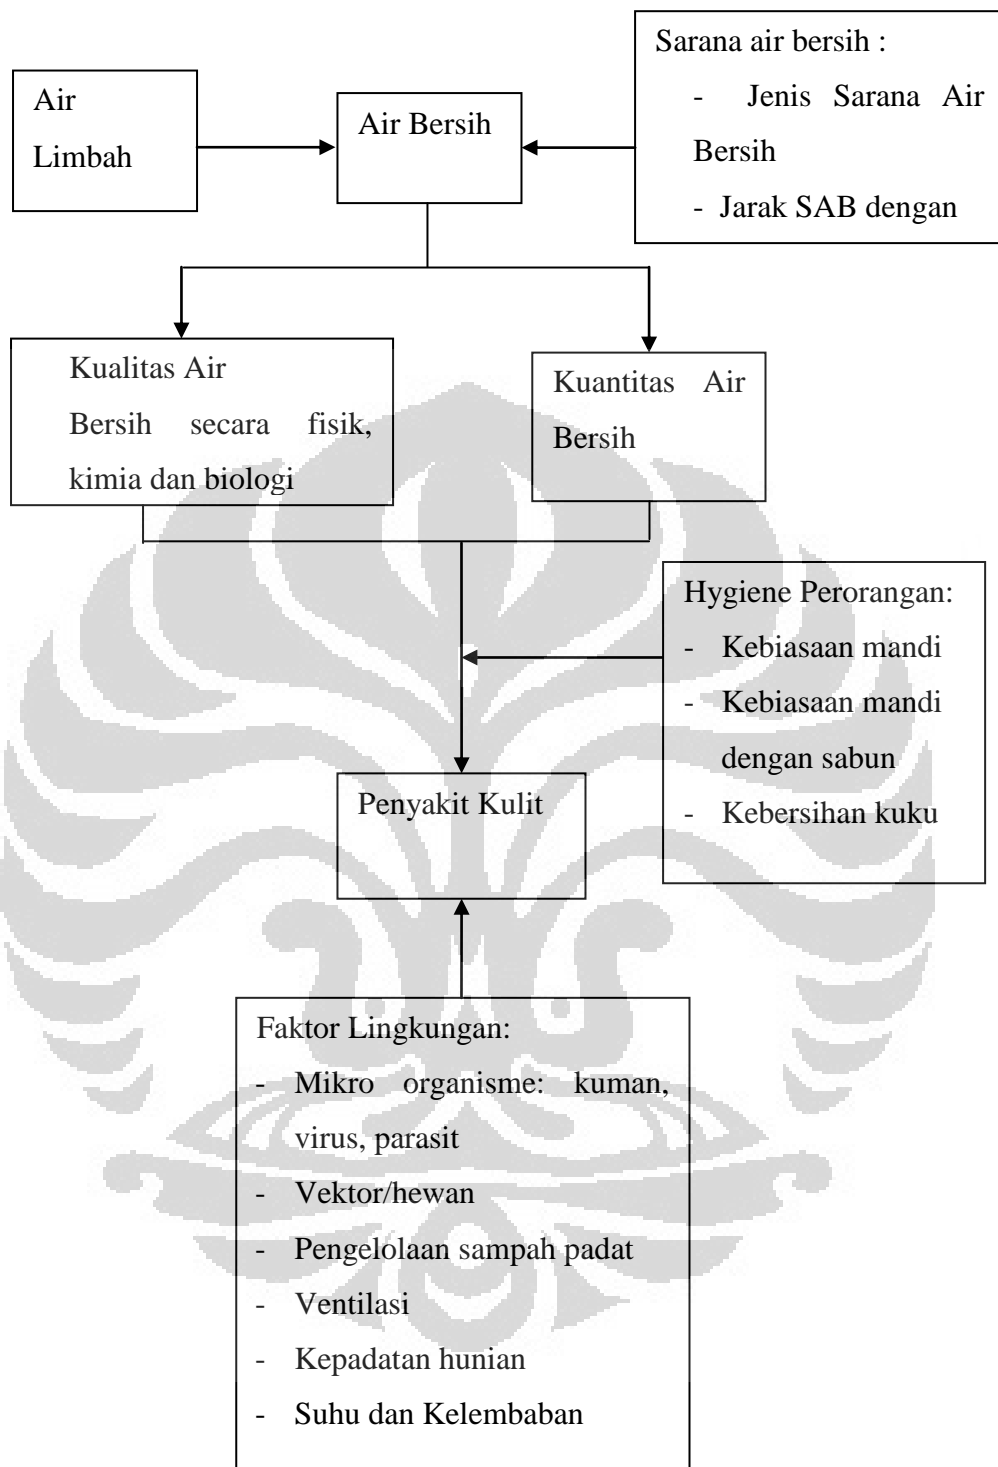 Air
Limbah
Air Bersih
Sarana air bersih :
- Jenis Sarana Air
Bersih
- Jarak SAB dengan
Kualitas Air
Bersih secara fisik,
kimia dan biologi
Kuantitas Air
Bersih
Hygiene Perorangan:
- Kebiasaan mandi
- Kebiasaan mandi
dengan sabun
- Kebersihan kuku
Penyakit Kulit
Faktor Lingkungan:
- Mikro organisme: kuman,
virus, parasit
- Vektor/hewan
- Pengelolaan sampah padat
- Ventilasi
- Kepadatan hunian
- Suhu dan Kelembaban